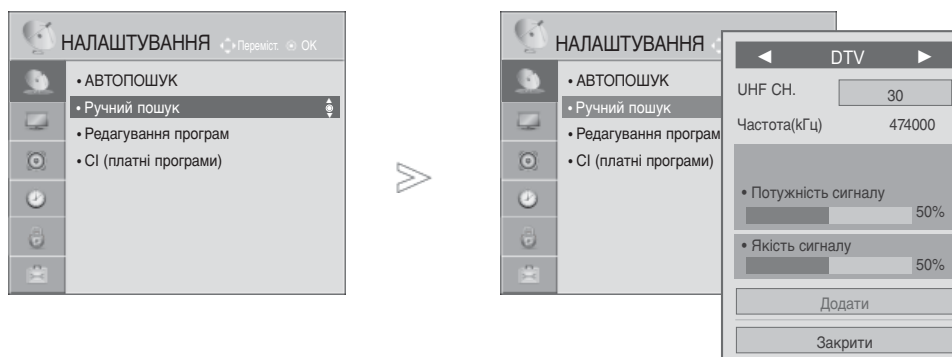 НАЛАШТУВАННЯ Переміст. OK
• АВТОПОШУК
• Ручний пошук
• Редагування програм
• CI (платні програми)
НАЛАШТУВАННЯ
• АВТОПОШУК
• Ручний пошук
• Редагування програм
• CI (платні програми)
◄ DTV ►
UHF CH. 30
Частота(kГц) 474000
• Потужність сигналу
50%
• Якість сигналу
50%
Додати
Закрити